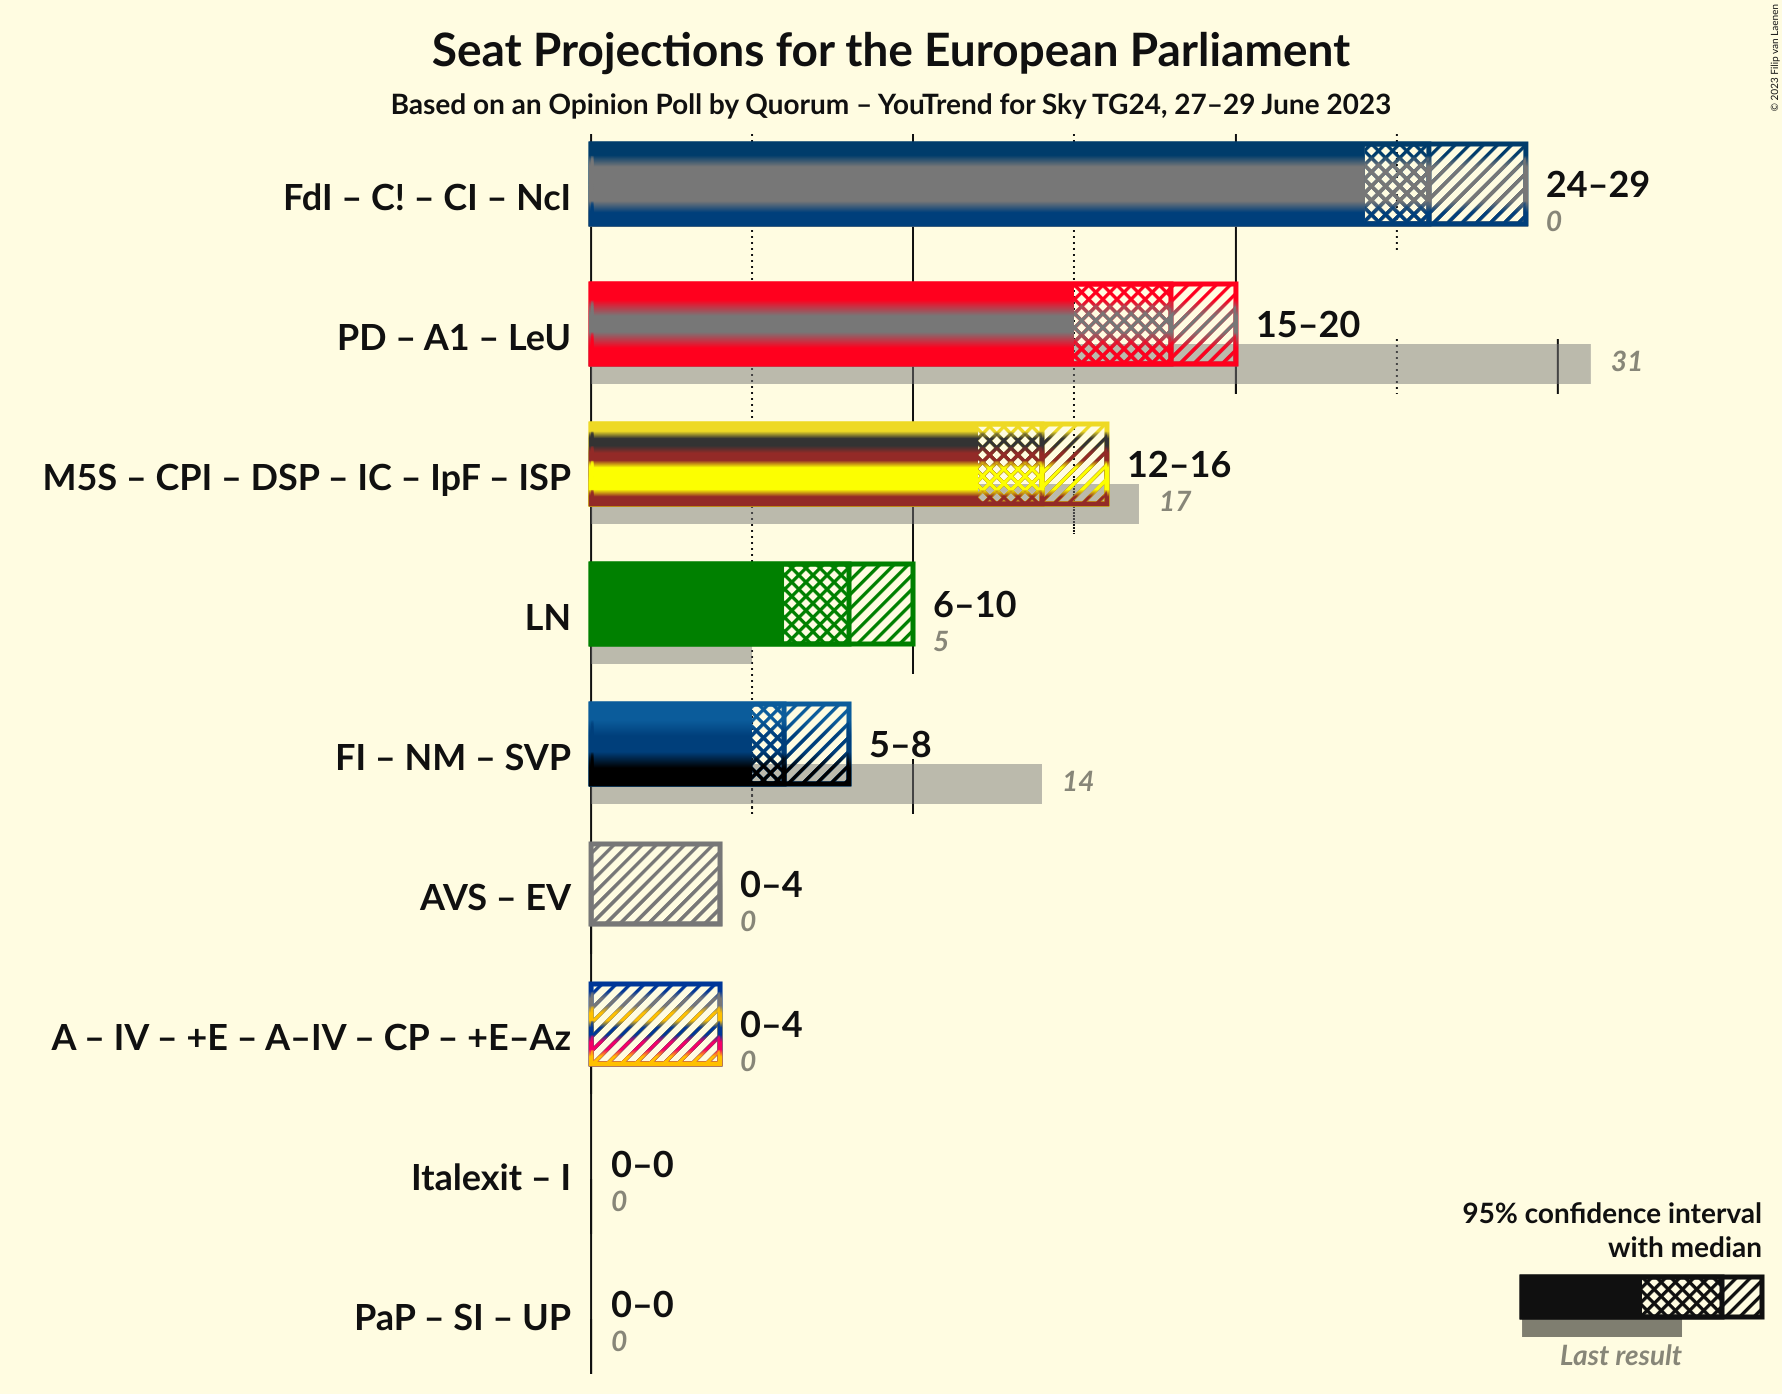 Seat Projections for the European Parliament
Based on an Opinion Poll by Quorum – YouTrend for Sky TG24, 27–29 June 2023
© 2023 Filip van Laenen
FdI – C! – CI – NcI
24–29
0
PD – A1 – LeU
15–20
31
M5S – CPI – DSP – IC – IpF – ISP
12–16
17
LN
6–10
5
FI – NM – SVP
5–8
14
AVS – EV
0–4
0
A – IV – +E – A–IV – CP – +E–Az
0–4
0
Italexit – I
0–0
0
PaP – SI – UP
0–0
0
95% confidence interval
with median
Last result